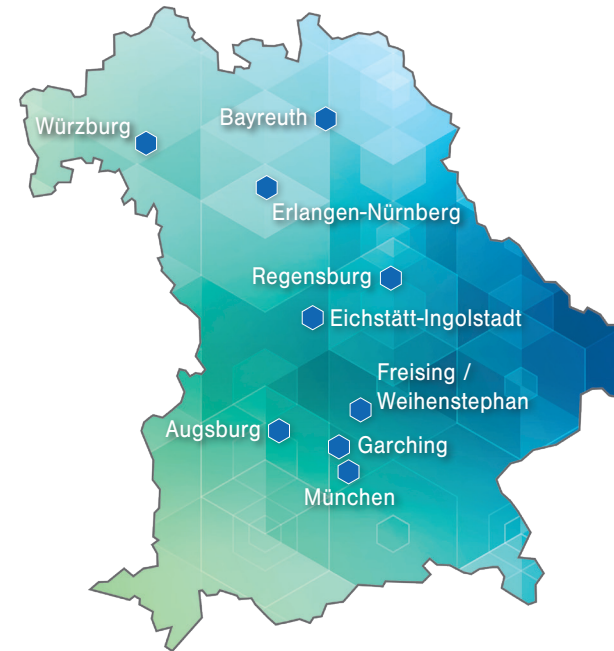 Bayreuth
Würzburg
Erlangen-Nürnberg
Regensburg
Eichstätt-Ingolstadt
Freising /
Weihenstephan
Augsburg
Garching
München